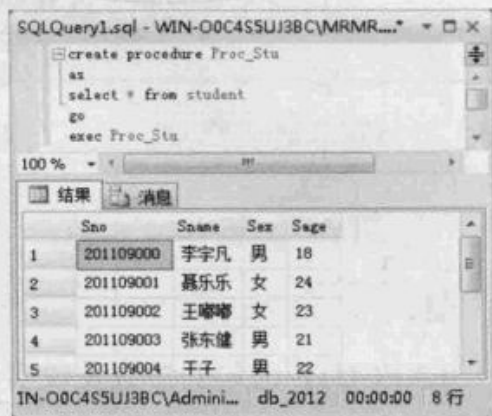 SQLQuery1.sql - WIN-O0C4S5UJ3BC\MRMR....*
create procedure Proc_Stu
as
select * from student
go
exec Proc_Stu
100 %
结果 消息
Sno Sname Sex Sage
1 201109000 李宇凡 男 18
2 201109001 聂乐乐 女 24
3 201109002 王嘟嘟 女 23
4 201109003 张东健 男 21
5 201109004 王子 男 22
IN-O0C4S5UJ3BC\Admini... db_2012 00:00:00 8 行